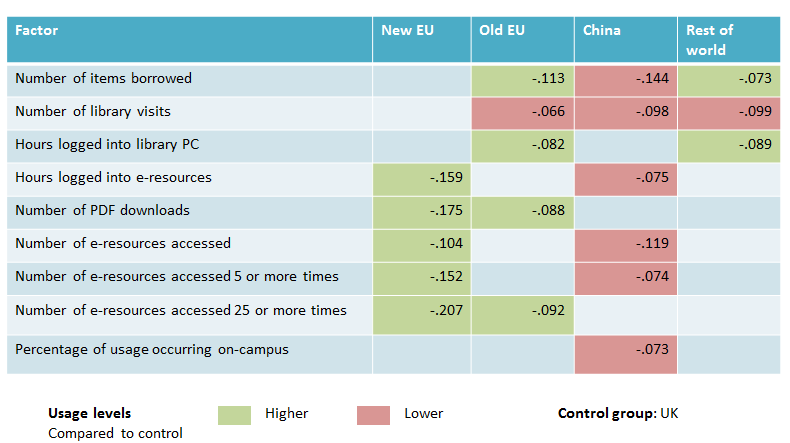 Factor New EU Old EU China Rest of
world
Number of items borrowed -.113 -.144 -.073
Number of library visits -.066 -.098 -.099
Hours logged into library PC -.082 -.089
Hours logged into e-resources -.159 -.075
Number of PDF downloads -.175 -.088
Number of e-resources accessed -.104 -.119
Number of e-resources accessed 5 or more times -.152 -.074
Number of e-resources accessed 25 or more times -.207 -.092
Percentage of usage occurring on-campus -.073
Usage levels Higher Lower Control group: UK
Compared to control